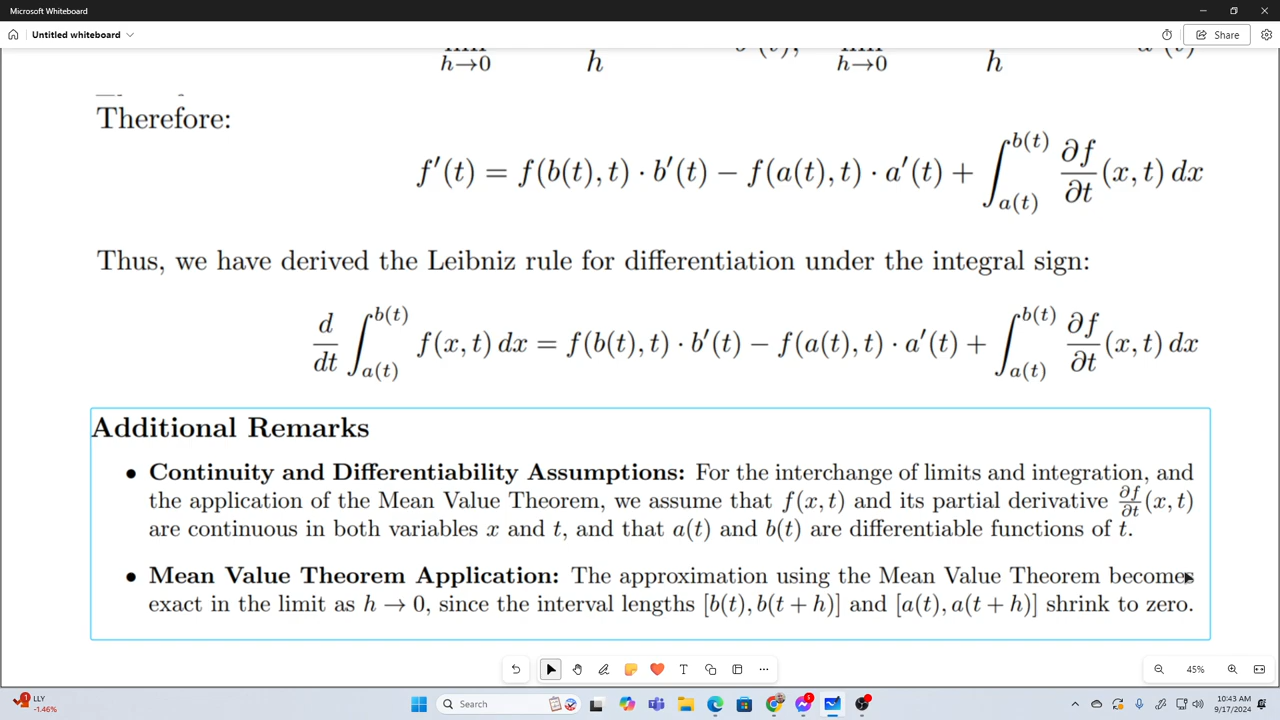 Microsoft Whiteboard
Untitled whiteboard
Share
h→0 h h→0 h
Therefore:
f′(t) = f(b(t), t) · b′(t) − f(a(t), t) · a′(t) + ∫_{a(t)}^{b(t)} ∂f/∂t (x, t) dx
Thus, we have derived the Leibniz rule for differentiation under the integral sign:
d/dt ∫_{a(t)}^{b(t)} f(x, t) dx = f(b(t), t) · b′(t) − f(a(t), t) · a′(t) + ∫_{a(t)}^{b(t)} ∂f/∂t (x, t) dx
Additional Remarks
• Continuity and Differentiability Assumptions: For the interchange of limits and integration, and
the application of the Mean Value Theorem, we assume that f(x, t) and its partial derivative ∂f/∂t (x, t)
are continuous in both variables x and t, and that a(t) and b(t) are differentiable functions of t.
• Mean Value Theorem Application: The approximation using the Mean Value Theorem becomes
exact in the limit as h → 0, since the interval lengths [b(t), b(t + h)] and [a(t), a(t + h)] shrink to zero.
45%
LLY
-1.46%
Search
10:43 AM
9/17/2024